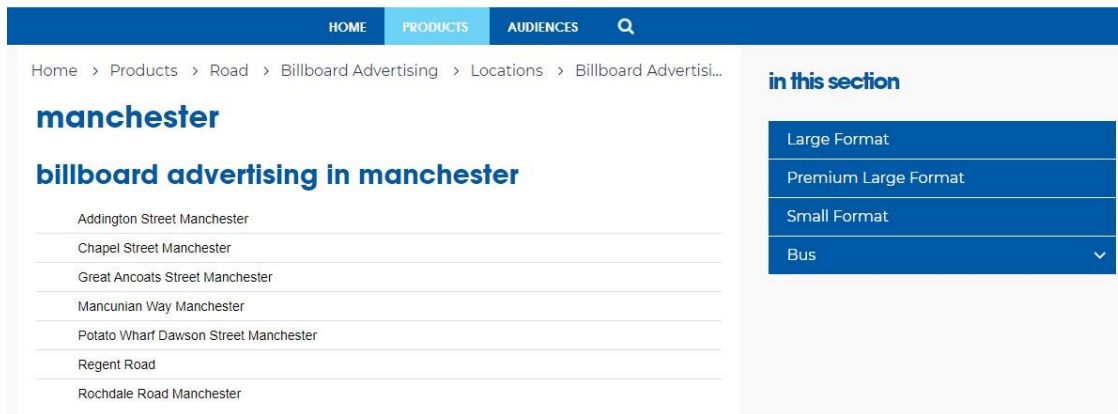 HOME PRODUCTS AUDIENCES
Home > Products > Road > Billboard Advertising > Locations > Billboard Advertisi...
manchester
billboard advertising in manchester
Addington Street Manchester
Chapel Street Manchester
Great Ancoats Street Manchester
Mancunian Way Manchester
Potato Wharf Dawson Street Manchester
Regent Road
Rochdale Road Manchester
in this section
Large Format
Premium Large Format
Small Format
Bus